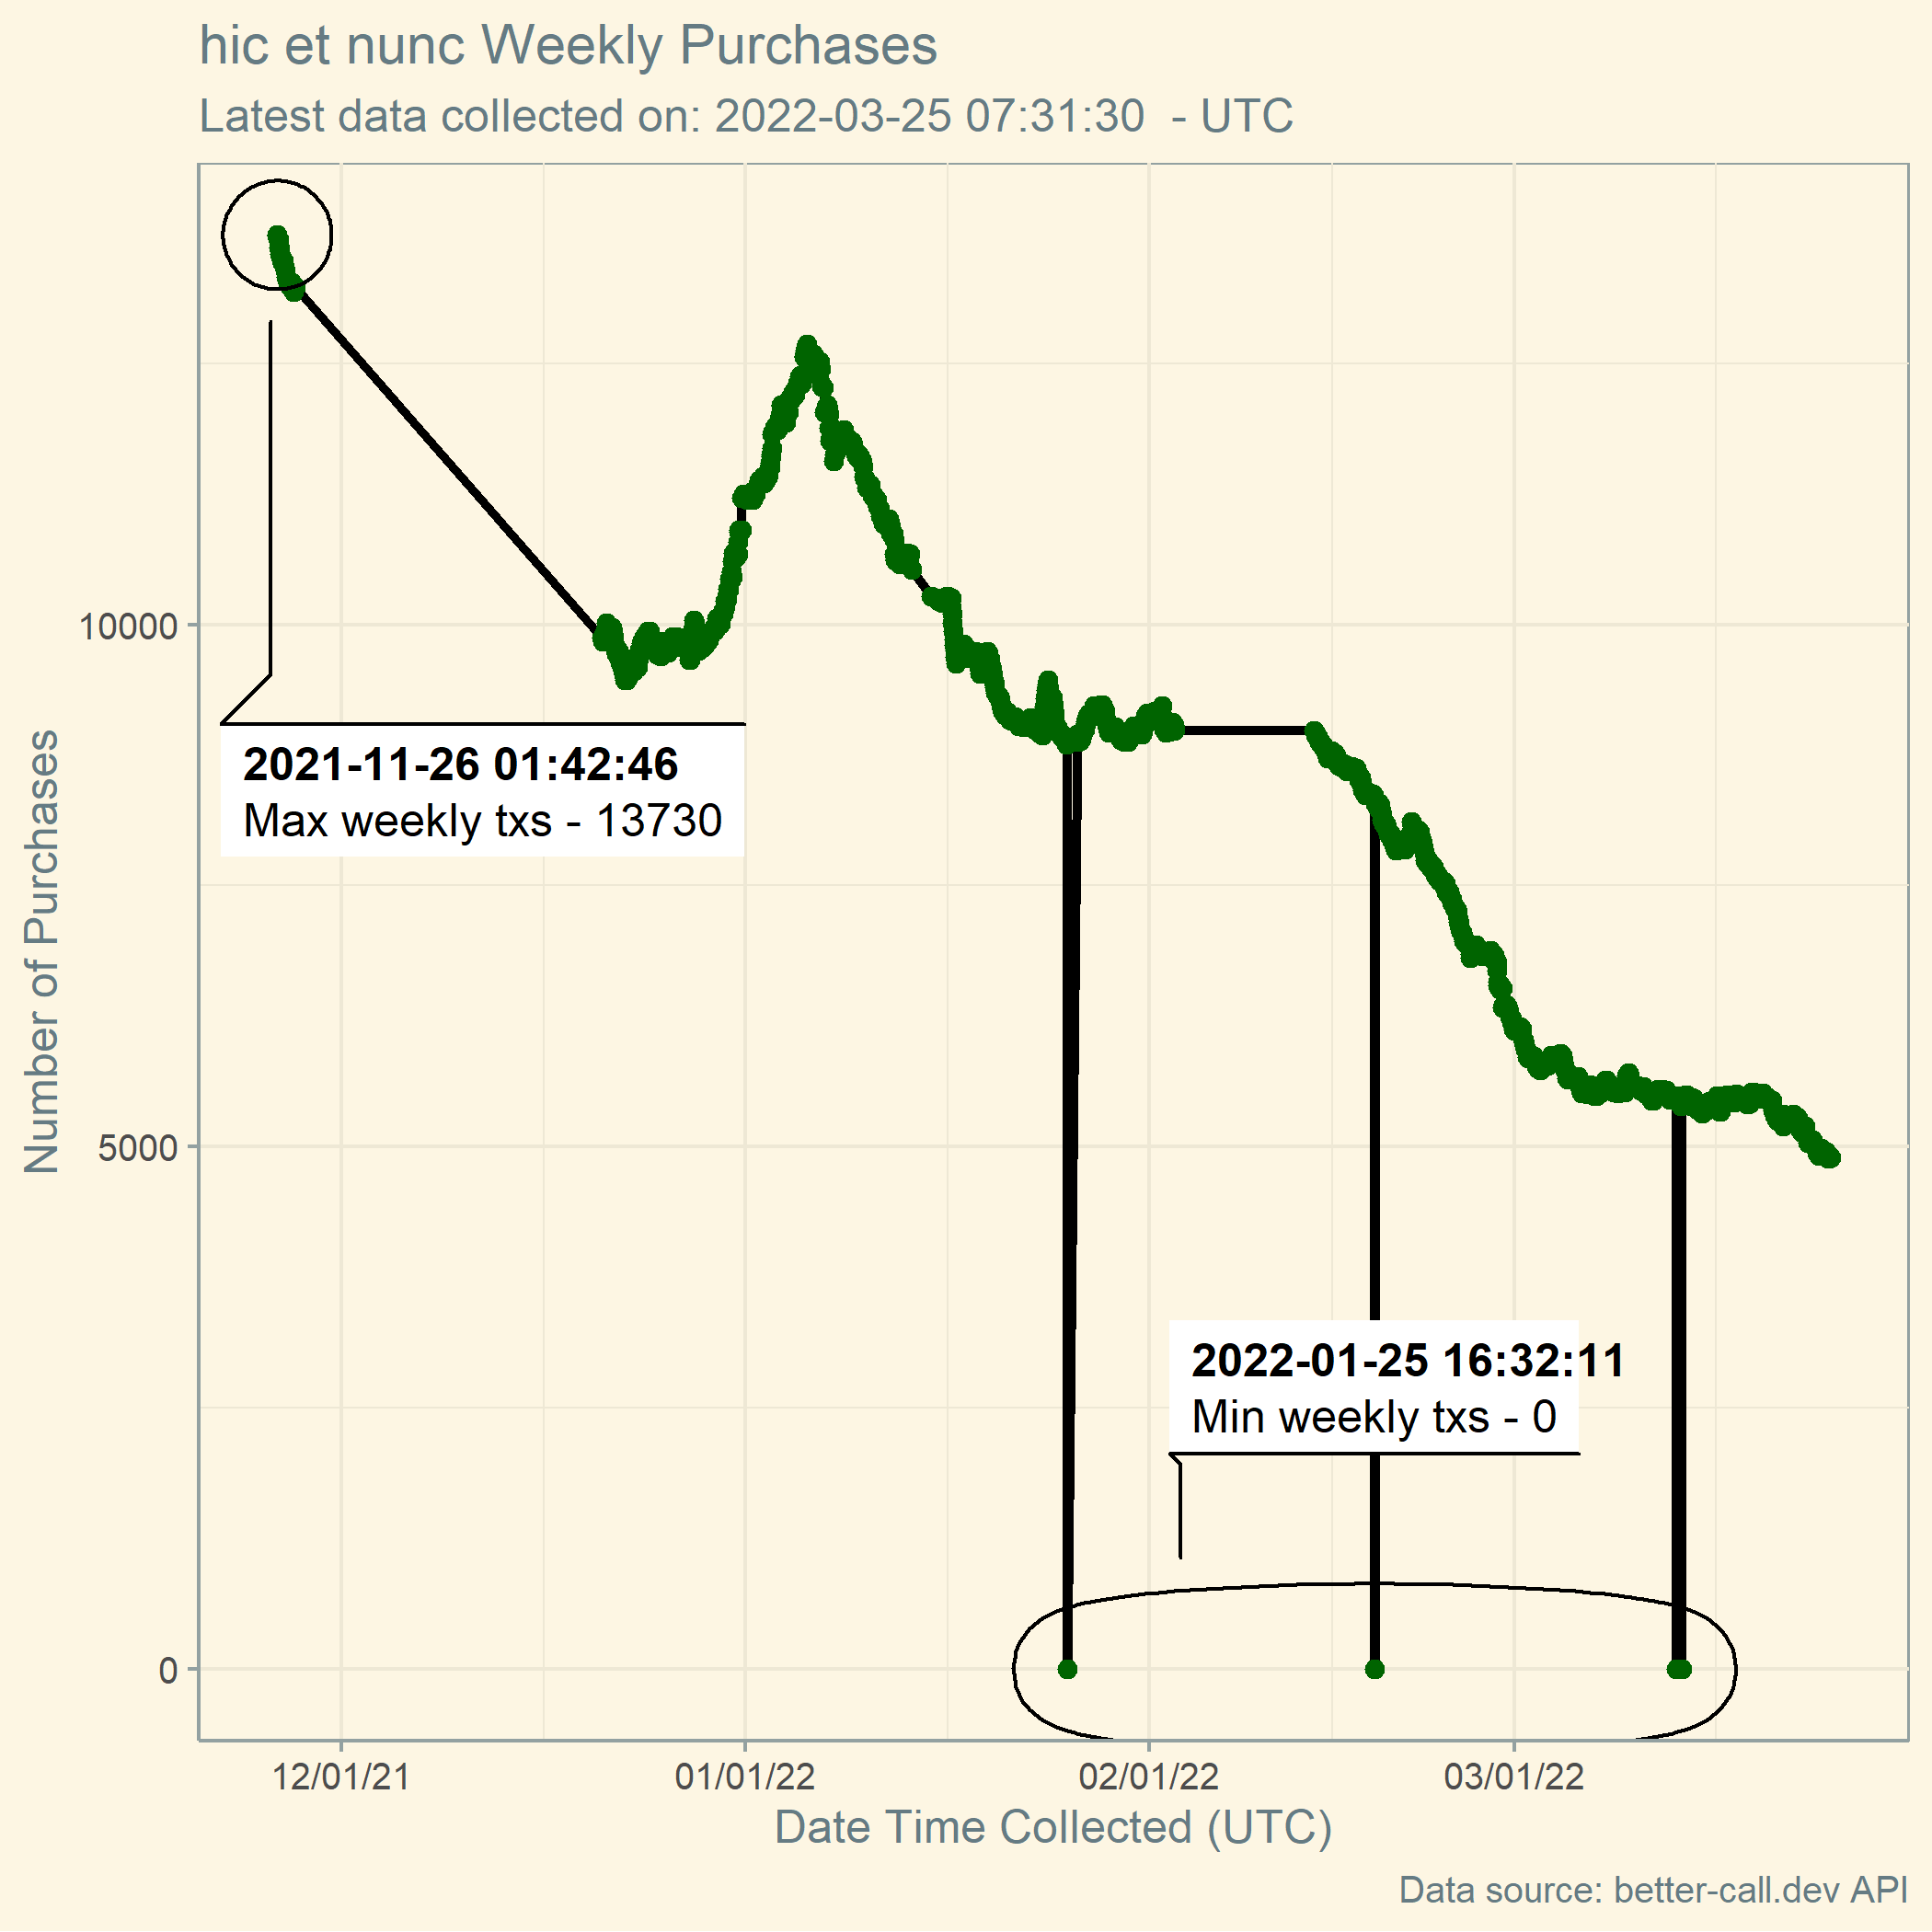 hic et nunc Weekly Purchases
Latest data collected on: 2022-03-25 07:31:30  - UTC
Number of Purchases
10000
5000
0
2021-11-26 01:42:46
Max weekly txs - 13730
2022-01-25 16:32:11
Min weekly txs - 0
12/01/21
01/01/22
02/01/22
03/01/22
Date Time Collected (UTC)
Data source: better-call.dev API